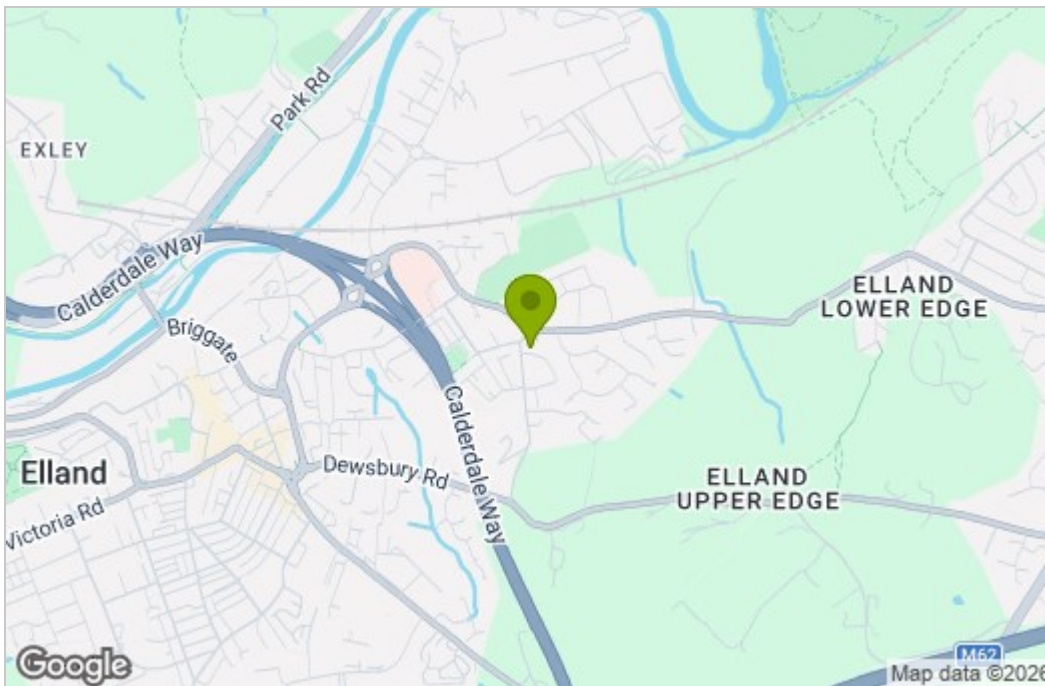 Park Rd
EXLEY
Calderdale Way
ELLAND
LOWER EDGE
Briggate
Calderdale Way
Elland
Dewsbury Rd
ELLAND
UPPER EDGE
Victoria Rd
M62
Google
Map data ©2026